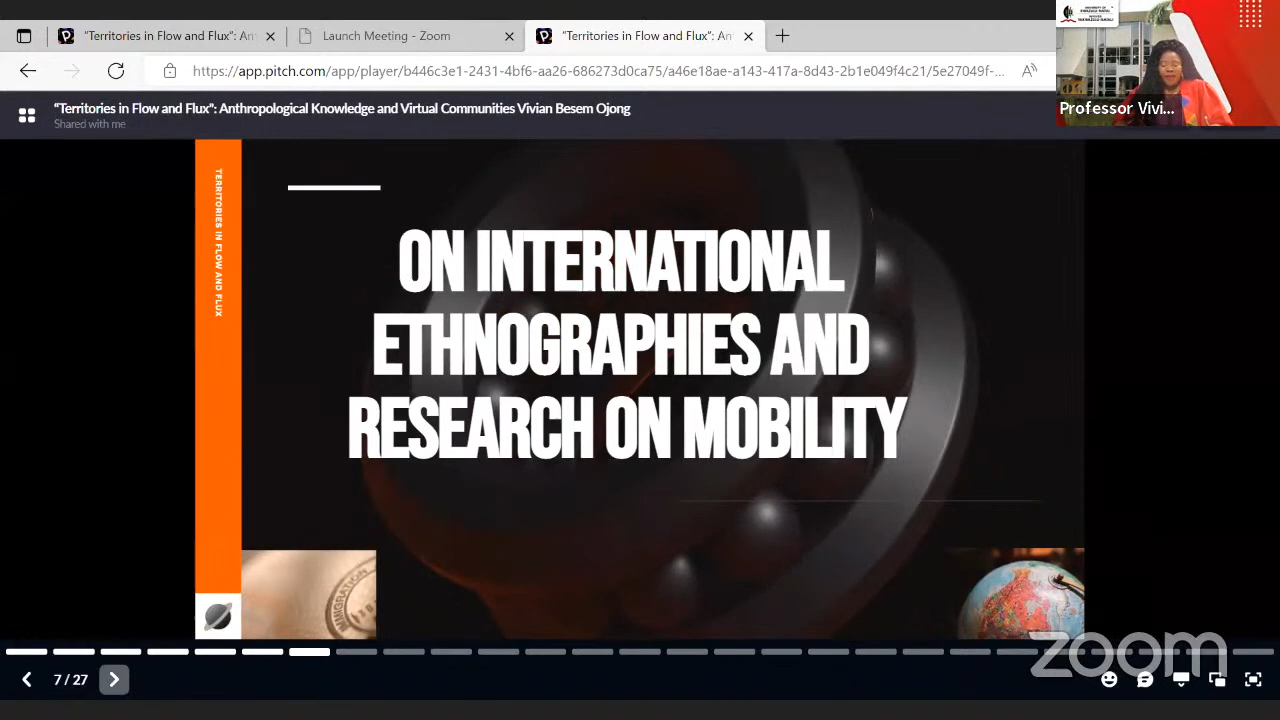 "Territories in Flow and Flux": An
Launch Meeting - Zoom
"Territories in Flow and Flux": An
https://app.pitch.com/app/player/b446c3e1-3431-4bf6-aa26-686273d0ca75/a46e18ae-a143-417a-8d43-2b1e049f1c21/5e27049f-...
"Territories in Flow and Flux": Anthropological Knowledge and Virtual Communities Vivian Besem Ojong
Shared with me
Professor Vivi...
TERRITORIES IN FLOW AND FLUX
ON INTERNATIONAL
ETHNOGRAPHIES AND
RESEARCH ON MOBILITY
IMMIGRATION
zoom
7 / 27